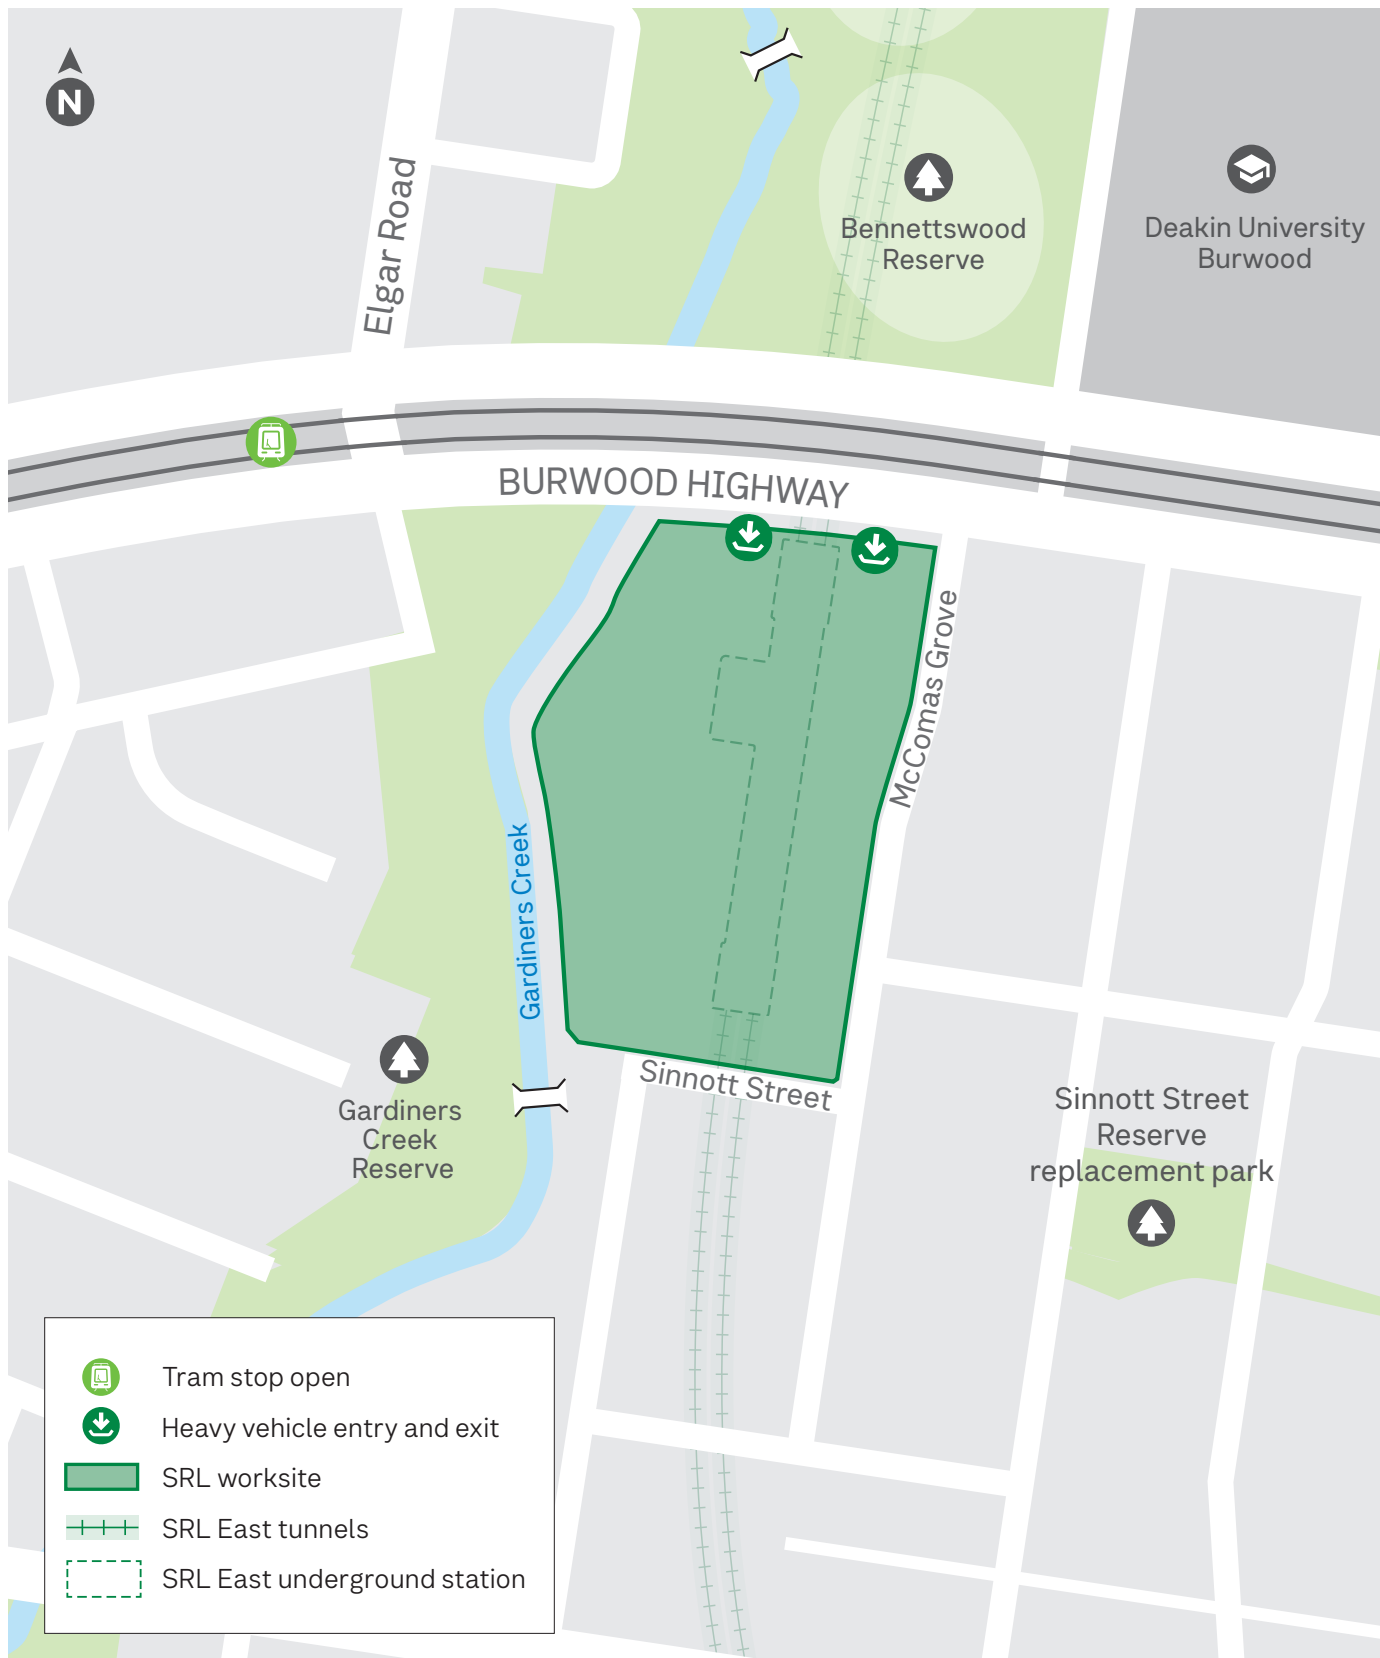 N
Elgar Road
Bennettswood
Reserve
Deakin University
Burwood
BURWOOD HIGHWAY
McComas Grove
Gardiners Creek
Gardiners
Creek
Reserve
Sinnott Street
Sinnott Street
Reserve
replacement park
Tram stop open
Heavy vehicle entry and exit
SRL worksite
SRL East tunnels
SRL East underground station